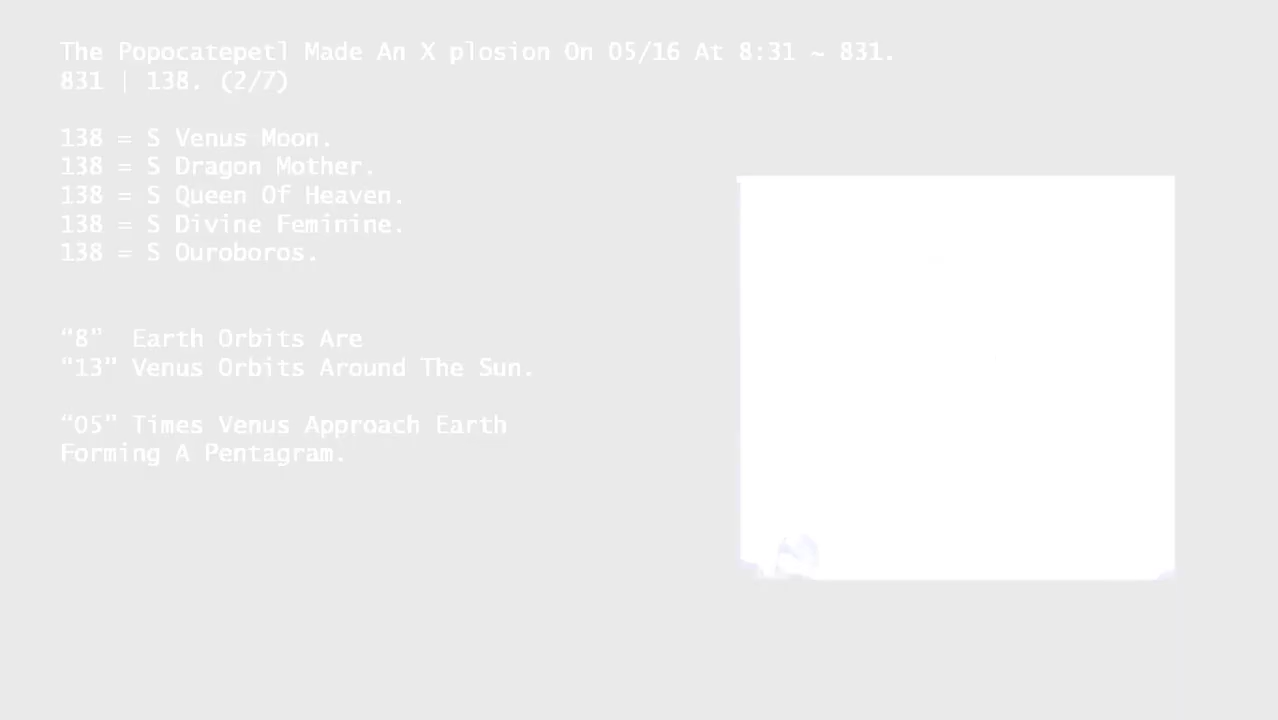 The Popocatepetl Made An X plosion On 05/16 At 8:31 ~ 831.
831 | 138. (2/7)
138 = S Venus Moon.
138 = S Dragon Mother.
138 = S Queen Of Heaven.
138 = S Divine Feminine.
138 = S Ouroboros.
“8”  Earth Orbits Are
“13” Venus Orbits Around The Sun.
“05” Times Venus Approach Earth
Forming A Pentagram.